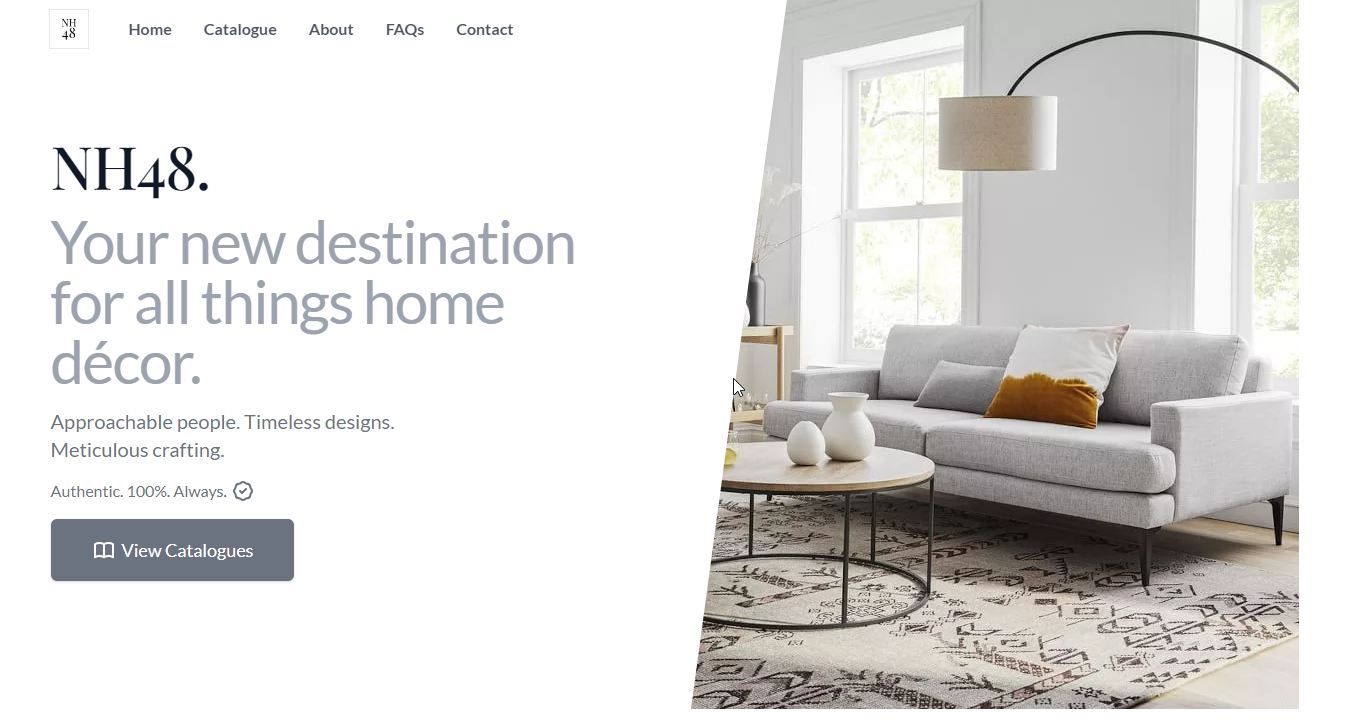 NH
48
Home Catalogue About FAQs Contact
NH48.
Your new destination
for all things home
décor.
Approachable people. Timeless designs.
Meticulous crafting.
Authentic. 100%. Always.
View Catalogues